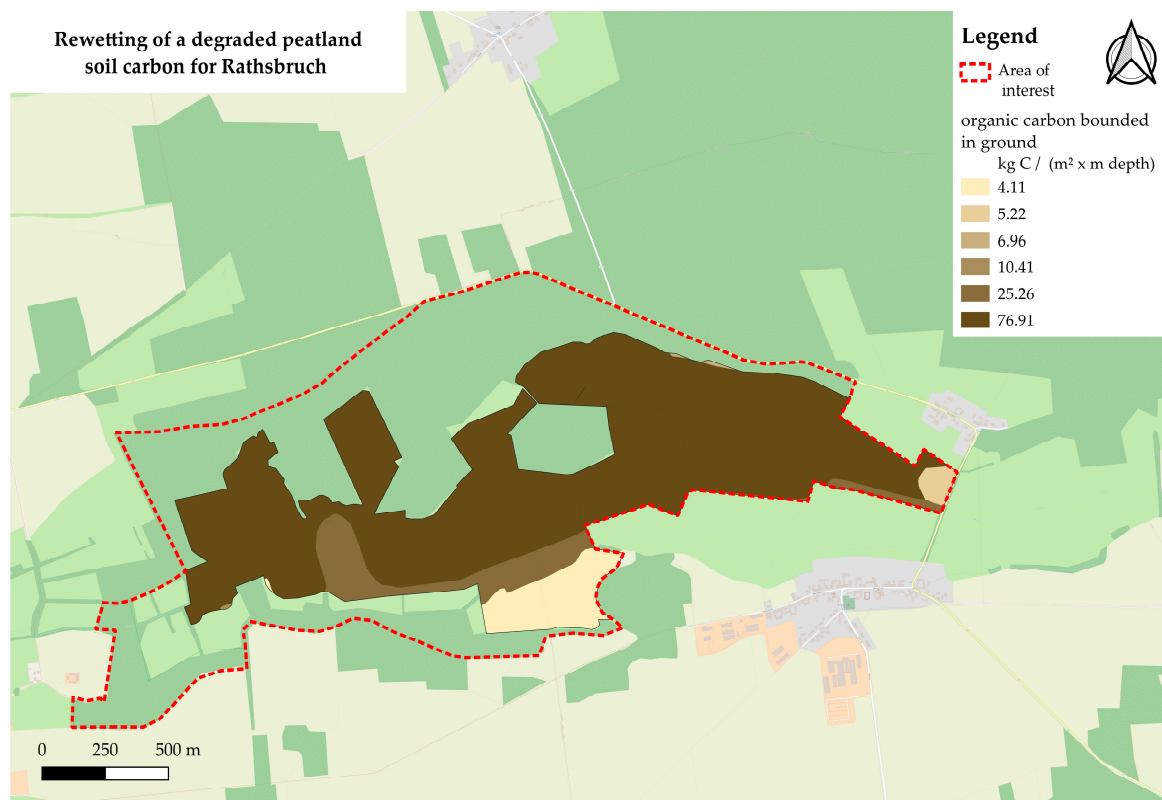 Rewetting of a degraded peatland
soil carbon for Rathsbruch
Legend
Area of
interest
organic carbon bounded
in ground
kg C / (m² x m depth)
4.11
5.22
6.96
10.41
25.26
76.91
0 250 500 m